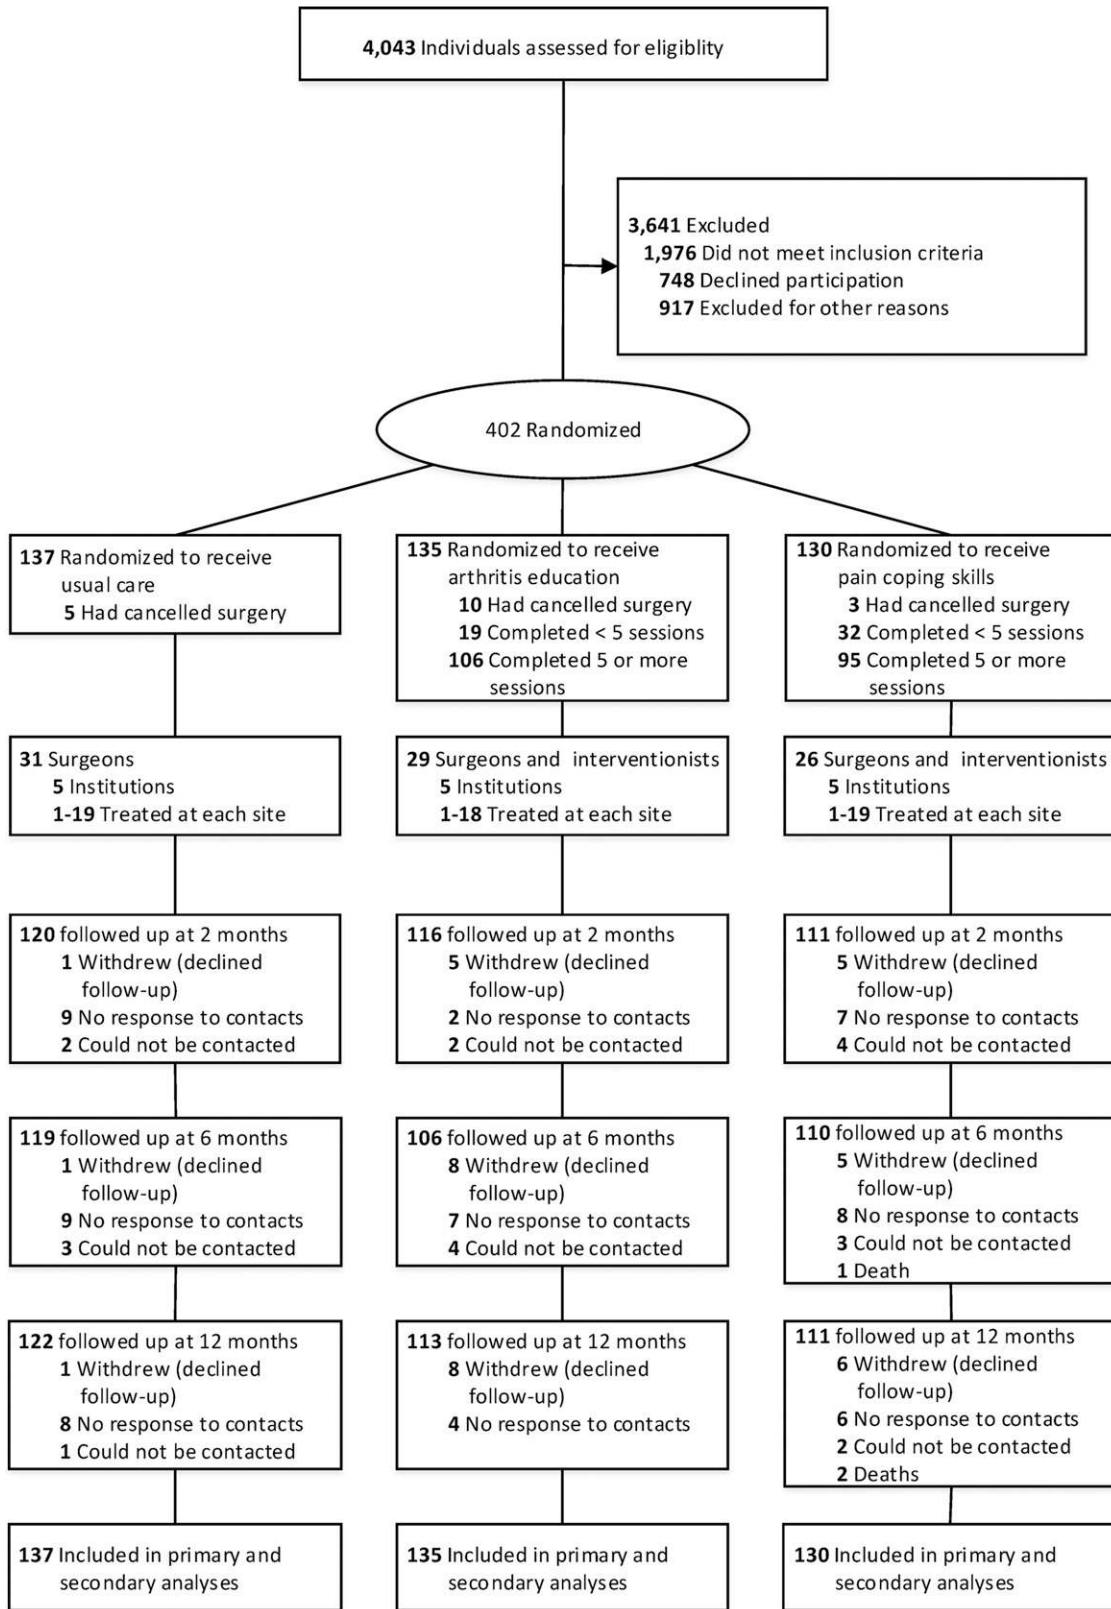 4,043 Individuals assessed for eligiblity
3,641 Excluded
1,976 Did not meet inclusion criteria
748 Declined participation
917 Excluded for other reasons
402 Randomized
137 Randomized to receive
usual care
5 Had cancelled surgery
135 Randomized to receive
arthritis education
10 Had cancelled surgery
19 Completed < 5 sessions
106 Completed 5 or more
sessions
130 Randomized to receive
pain coping skills
3 Had cancelled surgery
32 Completed < 5 sessions
95 Completed 5 or more
sessions
31 Surgeons
5 Institutions
1-19 Treated at each site
29 Surgeons and interventionists
5 Institutions
1-18 Treated at each site
26 Surgeons and interventionists
5 Institutions
1-19 Treated at each site
120 followed up at 2 months
1 Withdrew (declined
follow-up)
9 No response to contacts
2 Could not be contacted
116 followed up at 2 months
5 Withdrew (declined
follow-up)
2 No response to contacts
2 Could not be contacted
111 followed up at 2 months
5 Withdrew (declined
follow-up)
7 No response to contacts
4 Could not be contacted
119 followed up at 6 months
1 Withdrew (declined
follow-up)
9 No response to contacts
3 Could not be contacted
106 followed up at 6 months
8 Withdrew (declined
follow-up)
7 No response to contacts
4 Could not be contacted
110 followed up at 6 months
5 Withdrew (declined
follow-up)
8 No response to contacts
3 Could not be contacted
1 Death
122 followed up at 12 months
1 Withdrew (declined
follow-up)
8 No response to contacts
1 Could not be contacted
113 followed up at 12 months
8 Withdrew (declined
follow-up)
4 No response to contacts
111 followed up at 12 months
6 Withdrew (declined
follow-up)
6 No response to contacts
2 Could not be contacted
2 Deaths
137 Included in primary and
secondary analyses
135 Included in primary and
secondary analyses
130 Included in primary and
secondary analyses